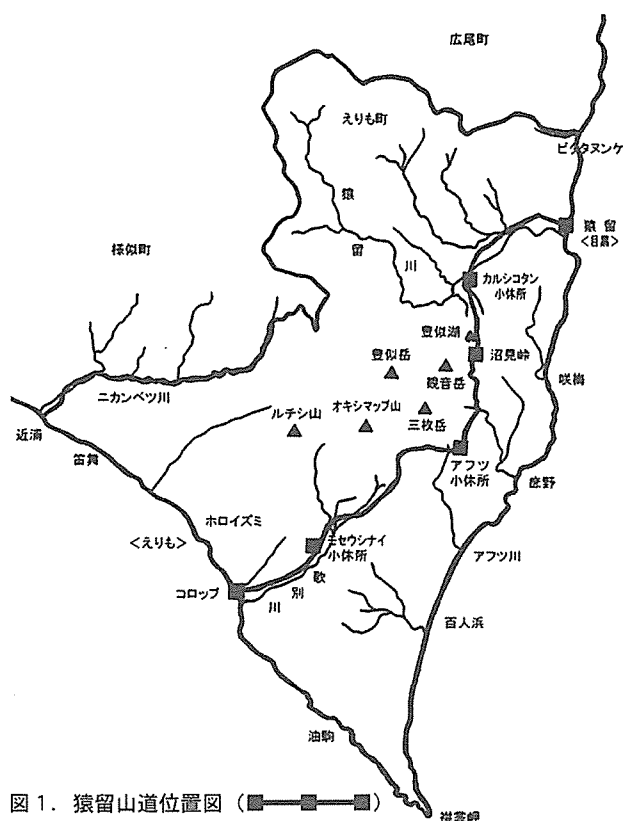 広尾町
えりも町
ビタタヌンケ
猿留
<目黒>
猿留川
様似町
カルシコタン
小休所
登似湖
沼見峠
登似岳
観音岳
咲梅
ニカンベツ川
ルチシ山
オキシマップ山
三枚岳
近浦
笛舞
アフツ
小休所
庶野
ホロイズミ
<えりも>
ニセウシナイ
小休所
アフツ川
コロップ
歌別川
百人浜
油駒
図1. 猿留山道位置図( )
襟裳岬